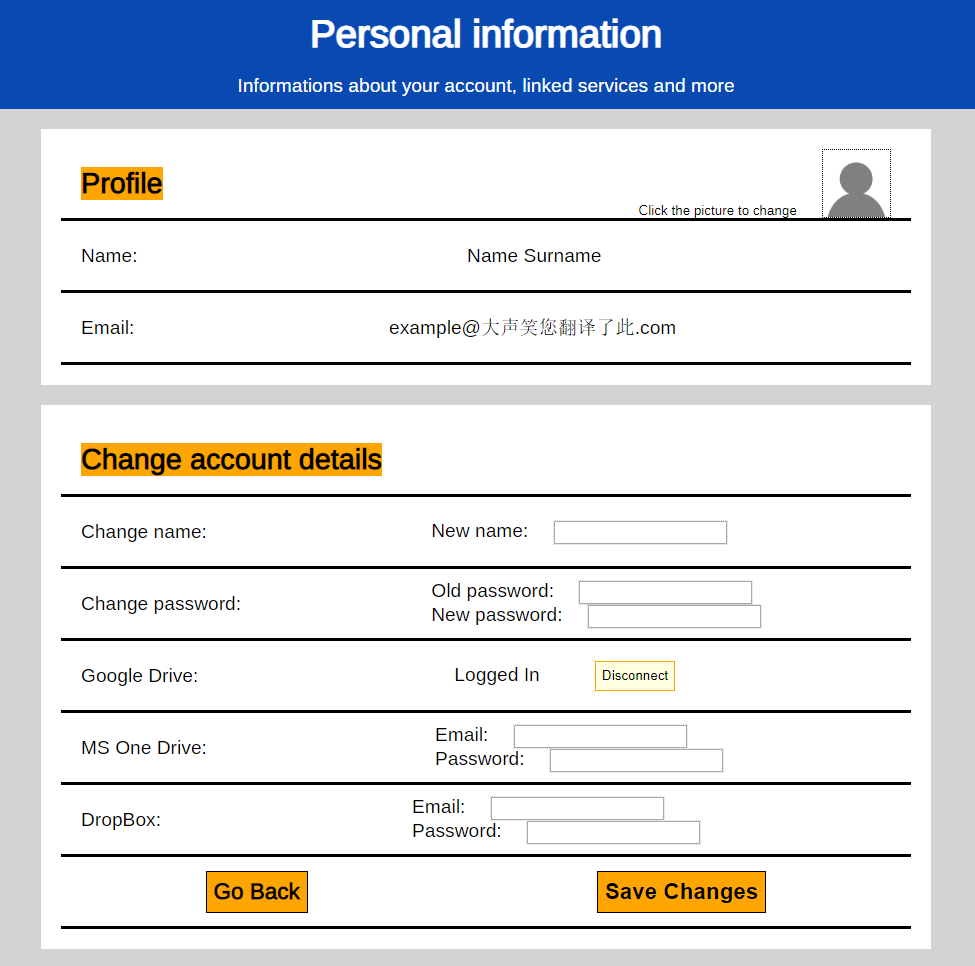 Personal information
Informations about your account, linked services and more
Profile
Click the picture to change
Name: Name Surname
Email: example@大声笑您翻译了此.com
Change account details
Change name: New name:
Change password: Old password:
New password:
Google Drive: Logged In Disconnect
MS One Drive: Email:
Password:
DropBox: Email:
Password:
Go Back Save Changes